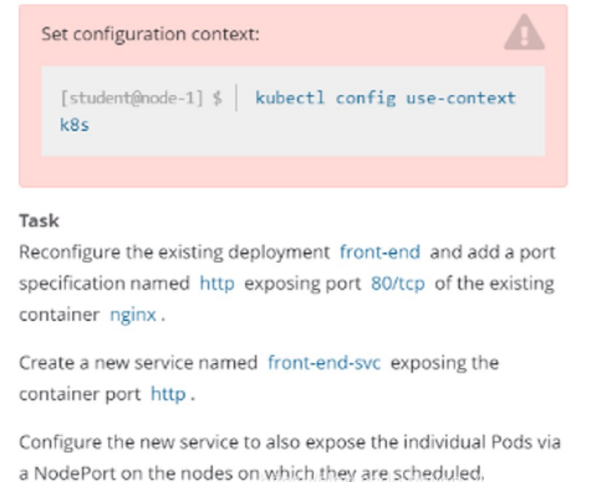 Set configuration context:
[student@node-1] $ | kubectl config use-context
k8s
Task
Reconfigure the existing deployment front-end and add a port
specification named http exposing port 80/tcp of the existing
container nginx .
Create a new service named front-end-svc exposing the
container port http .
Configure the new service to also expose the individual Pods via
a NodePort on the nodes on which they are scheduled.